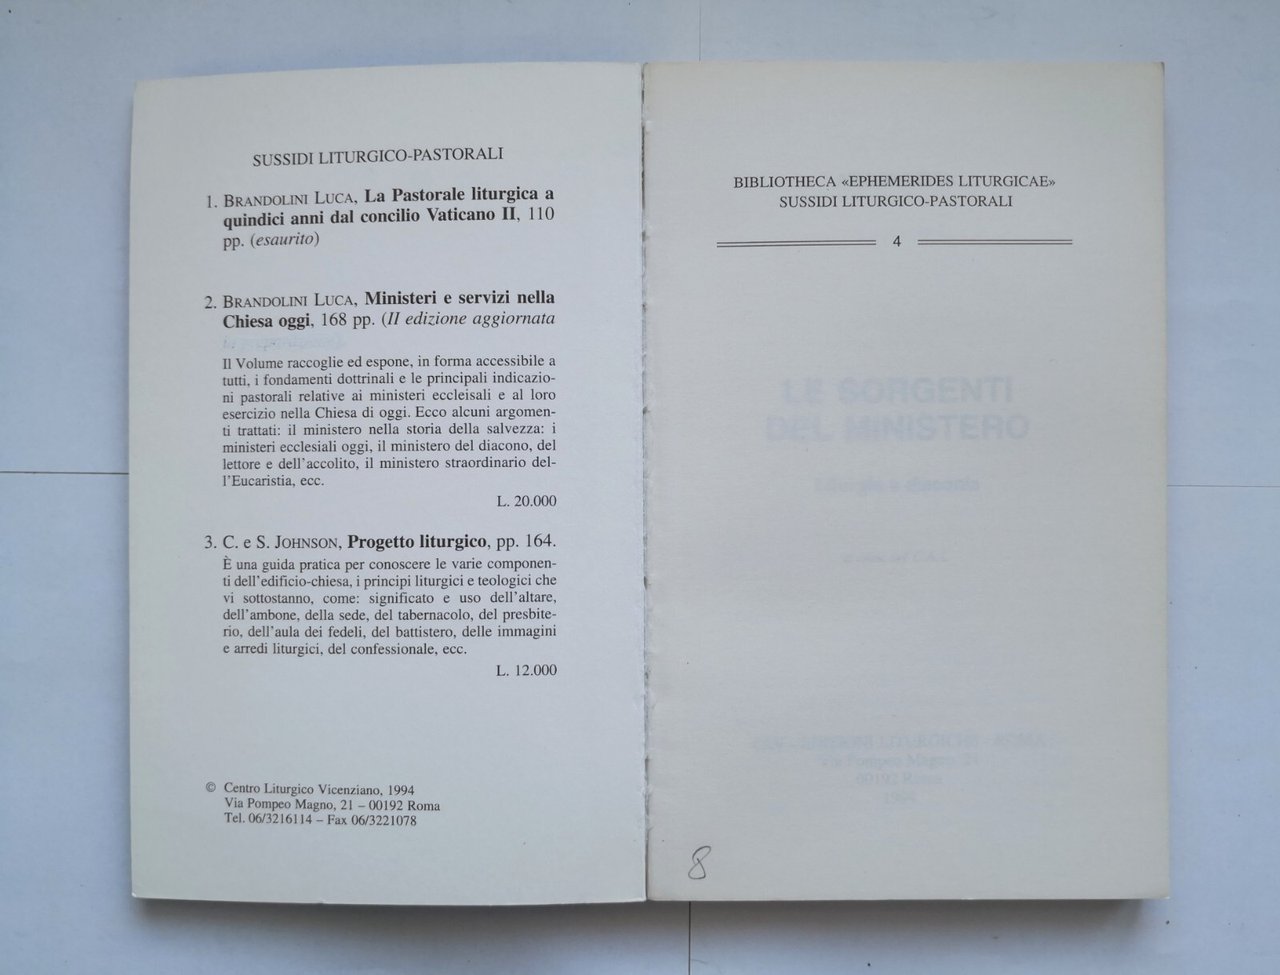 SUSSIDI LITURGICO-PASTORALI
1. BRANDOLINI LUCA, La Pastorale liturgica a
quindici anni dal concilio Vaticano II, 110
pp. (esaurito)
2. BRANDOLINI LUCA, Ministeri e servizi nella
Chiesa oggi, 168 pp. (II edizione aggiornata
Il Volume raccoglie ed espone, in forma accessibile a
tutti, i fondamenti dottrinali e le principali indicazio-
ni pastorali relative ai ministeri eccleisali e al loro
esercizio nella Chiesa di oggi. Ecco alcuni argomen-
ti trattati: il ministero nella storia della salvezza: i
ministeri ecclesiali oggi, il ministero del diacono, del
lettore e dell'accolito, il ministero straordinario del-
l'Eucaristia, ecc.
L. 20.000
3. C. e S. JOHNSON, Progetto liturgico, pp. 164.
È una guida pratica per conoscere le varie componen-
ti dell'edificio-chiesa, i principi liturgici e teologici che
vi sottostanno, come: significato e uso dell'altare,
dell'ambone, della sede, del tabernacolo, del presbite-
rio, dell'aula dei fedeli, del battistero, delle immagini
e arredi liturgici, del confessionale, ecc.
L. 12.000
© Centro Liturgico Vicenziano, 1994
Via Pompeo Magno, 21 – 00192 Roma
Tel. 06/3216114 – Fax 06/3221078
BIBLIOTHECA «EPHEMERIDES LITURGICAE»
SUSSIDI LITURGICO-PASTORALI
4
LE SORGENTI
DEL MINISTERO
8